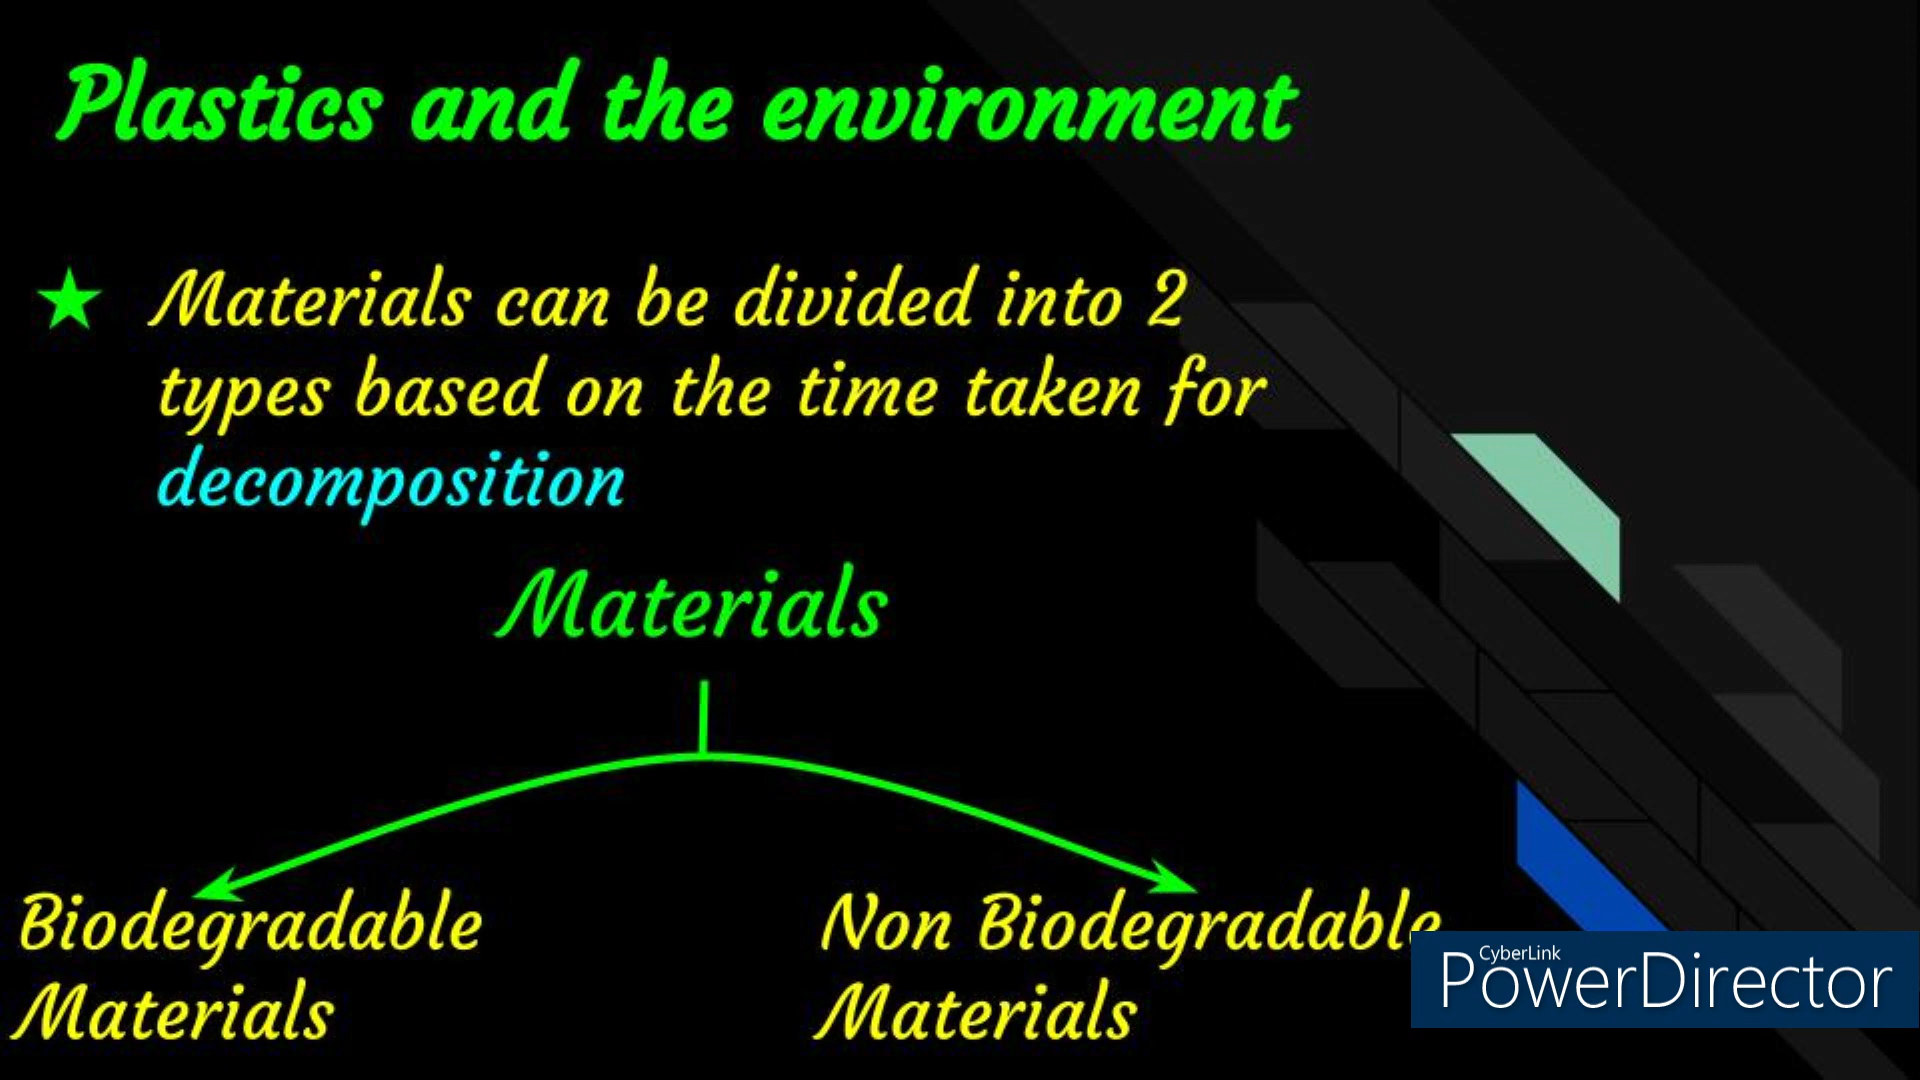 Plastics and the environment
★ Materials can be divided into 2
types based on the time taken for
decomposition
Materials
Biodegradable
Materials
Non Biodegradable
Materials
CyberLink
PowerDirector